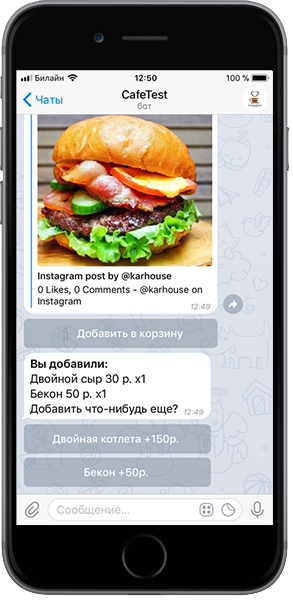 Билайн 12:50 100 %
Чаты CafeTest
бот
Instagram post by @karhouse
0 Likes, 0 Comments - @karhouse on
Instagram
12:49
Добавить в корзину
Вы добавили:
Двойной сыр 30 р. x1
Бекон 50 р. x1
Добавить что-нибудь еще? 12:49
Двойная котлета +150р.
Бекон +50р.
Сообщение...